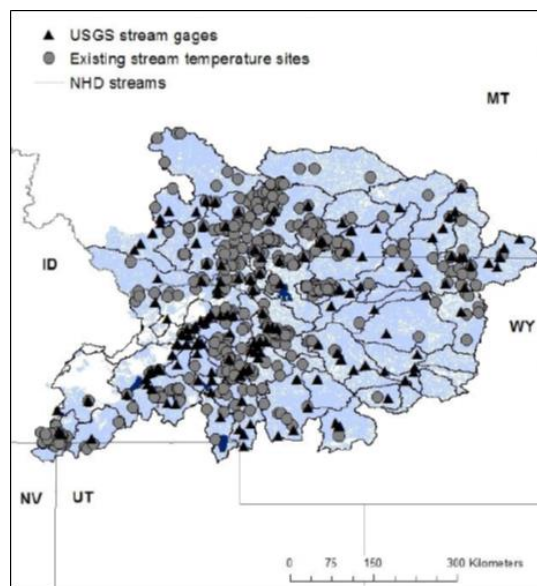 USGS stream gages
Existing stream temperature sites
NHD streams
MT
ID
WY
NV UT
0 75 150 300 Kilometers